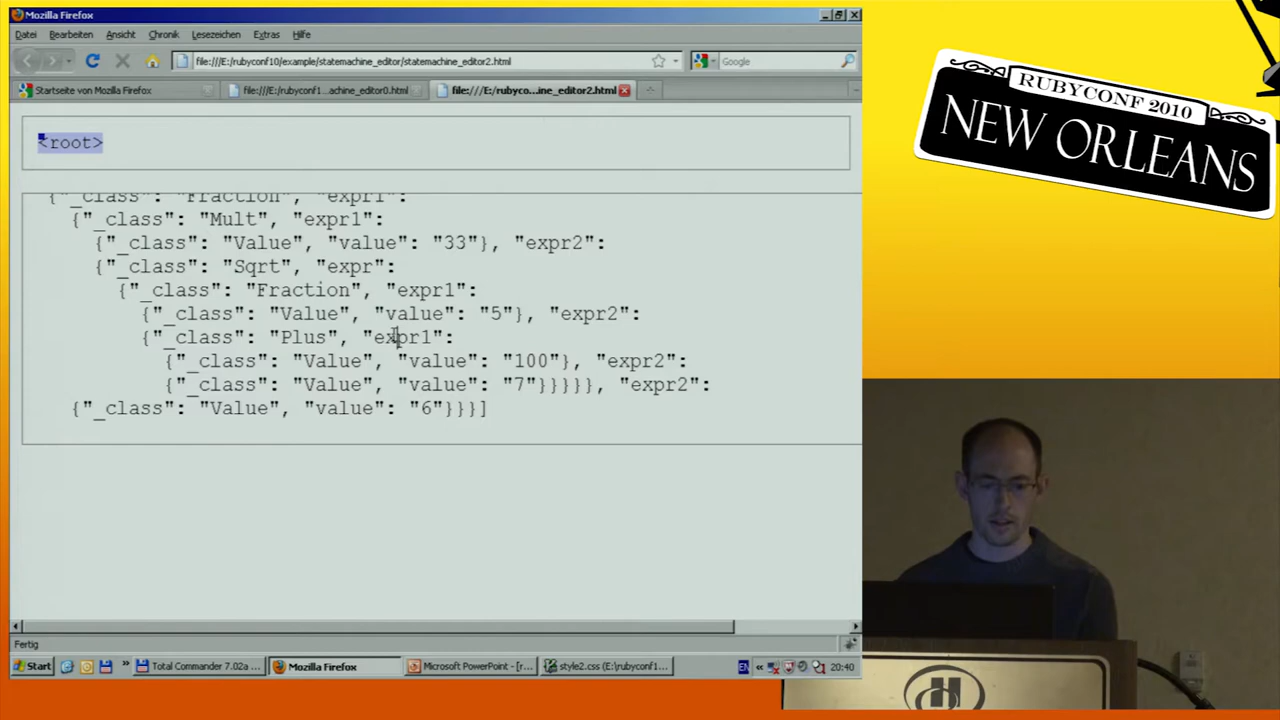 Mozilla Firefox
Datei Bearbeiten Ansicht Chronik Lesezeichen Extras Hilfe
file:///E:/rubyconf10/example/statemachine_editor/statemachine_editor2.html
Google
Startseite von Mozilla Firefox
file:///E:/rubyconf1...achine_editor0.html
file:///E:/rubyco...ine_editor2.html
<root>
{"_class": "Fraction", "expr1":
{"_class": "Mult", "expr1":
{"_class": "Value", "value": "33"}, "expr2":
{"_class": "Sqrt", "expr":
{"_class": "Fraction", "expr1":
{"_class": "Value", "value": "5"}, "expr2":
{"_class": "Plus", "expr1":
{"_class": "Value", "value": "100"}, "expr2":
{"_class": "Value", "value": "7"}}}}}, "expr2":
{"_class": "Value", "value": "6"}}}]
Fertig
Start
»
Total Commander 7.02a ...
Mozilla Firefox
Microsoft PowerPoint - [r...
style2.css (E:\rubyconf1...
EN
«
20:40
RUBYCONF 2010
NEW ORLEANS